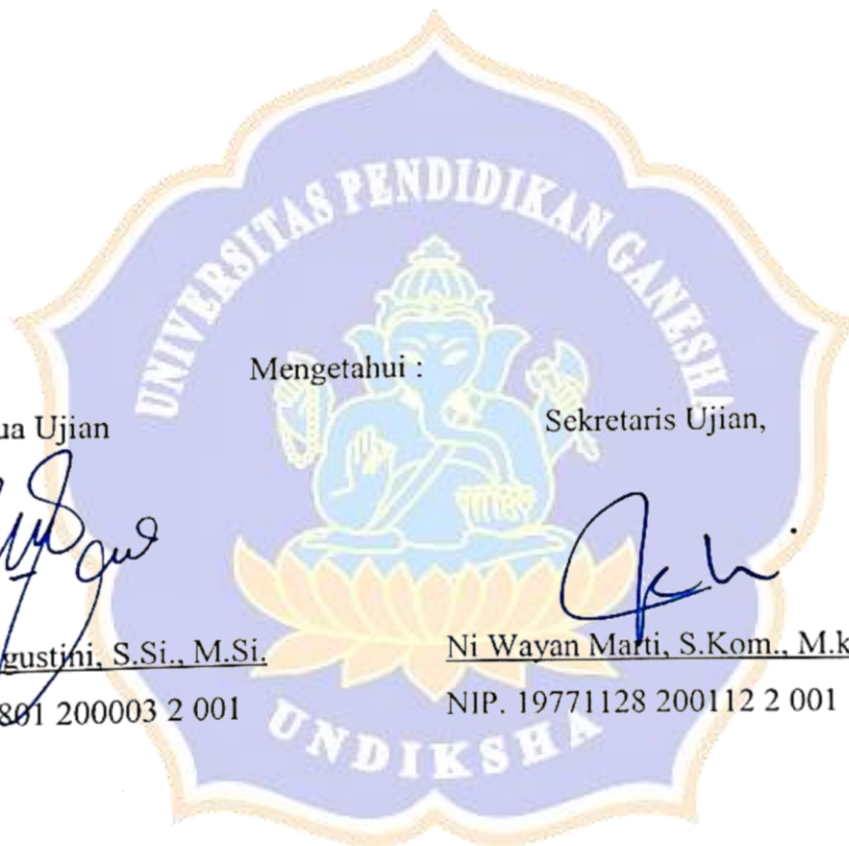 UNIVERSITAS PENDIDIKAN GANESHA
Mengetahui :
ua Ujian
Sekretaris Ujian,
gustini, S.Si., M.Si.
Ni Wayan Marti, S.Kom., M.k
801 200003 2 001
NIP. 19771128 200112 2 001
UNDIKSHA